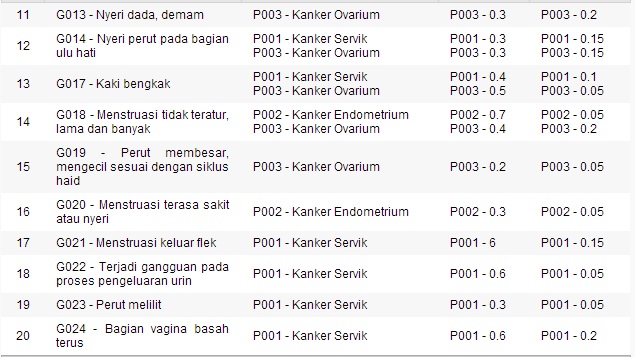 11 G013 - Nyeri dada, demam P003 - Kanker Ovarium P003 - 0.3 P003 - 0.2
12 G014 - Nyeri perut pada bagian ulu hati P001 - Kanker Servik P003 - Kanker Ovarium P001 - 0.3 P003 - 0.3 P001 - 0.15 P003 - 0.15
13 G017 - Kaki bengkak P001 - Kanker Servik P003 - Kanker Ovarium P001 - 0.4 P003 - 0.5 P001 - 0.1 P003 - 0.05
14 G018 - Menstruasi tidak teratur, lama dan banyak P002 - Kanker Endometrium P003 - Kanker Ovarium P002 - 0.7 P003 - 0.4 P002 - 0.05 P003 - 0.2
15 G019 - Perut membesar, mengecil sesuai dengan siklus haid P003 - Kanker Ovarium P003 - 0.2 P003 - 0.05
16 G020 - Menstruasi terasa sakit atau nyeri P002 - Kanker Endometrium P002 - 0.3 P002 - 0.05
17 G021 - Menstruasi keluar flek P001 - Kanker Servik P001 - 6 P001 - 0.15
18 G022 - Terjadi gangguan pada proses pengeluaran urin P001 - Kanker Servik P001 - 0.6 P001 - 0.05
19 G023 - Perut melilit P001 - Kanker Servik P001 - 0.3 P001 - 0.05
20 G024 - Bagian vagina basah terus P001 - Kanker Servik P001 - 0.6 P001 - 0.2